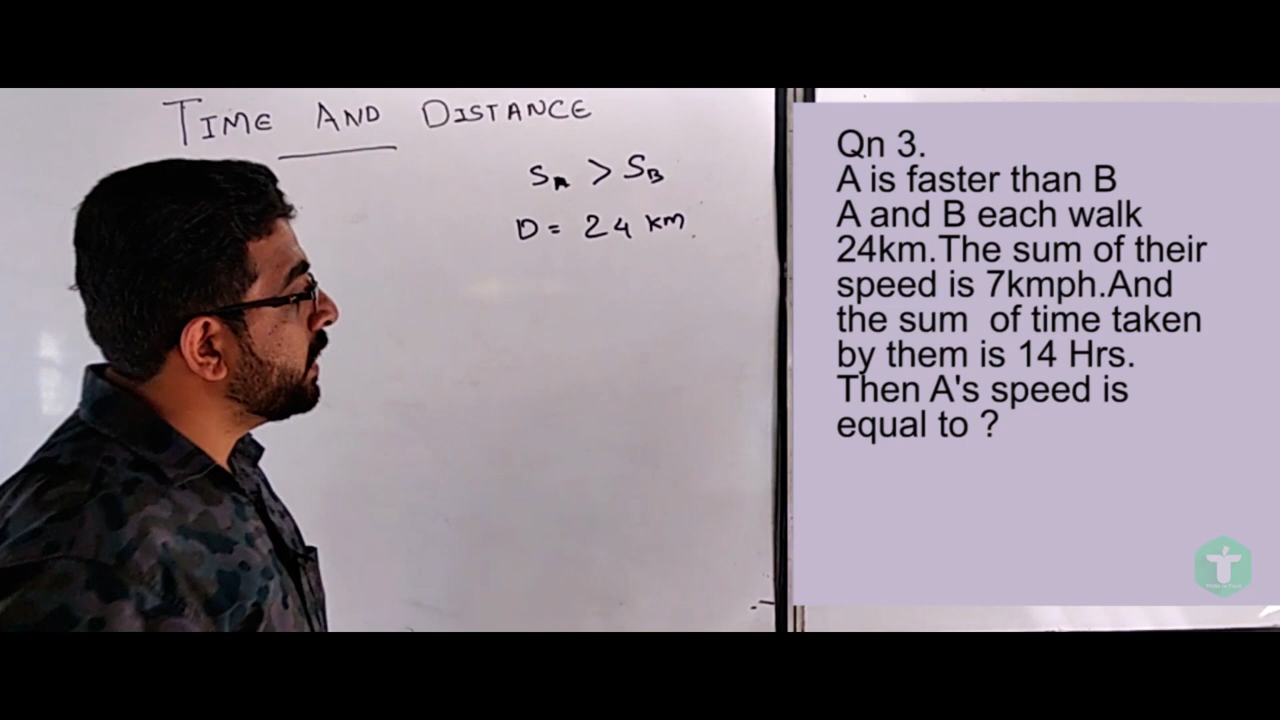 TIME AND DISTANCE
SA > SB
D = 24 km
Qn 3.
A is faster than B
A and B each walk
24km.The sum of their
speed is 7kmph.And
the sum of time taken
by them is 14 Hrs.
Then A's speed is
equal to ?